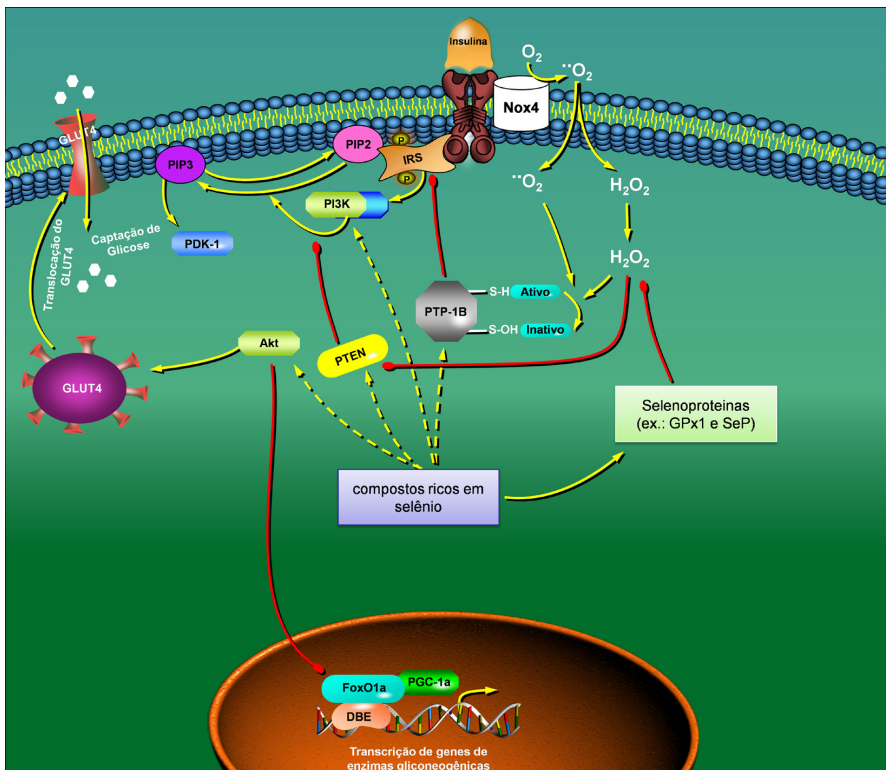 Insulina
O2
¨O2
Nox4
GLUT4
PIP3
PIP2
P
IRS
P
¨O2
H2O2
PI3K
PDK-1
Captação de
Glicose
Translocação do
GLUT4
H2O2
PTP-1B
S-H Ativo
S-OH Inativo
Akt
PTEN
GLUT4
Selenoproteinas
(ex.: GPx1 e SeP)
compostos ricos em
selênio
FoxO1a
PGC-1a
DBE
Transcrição de genes de
enzimas gliconeogênicas